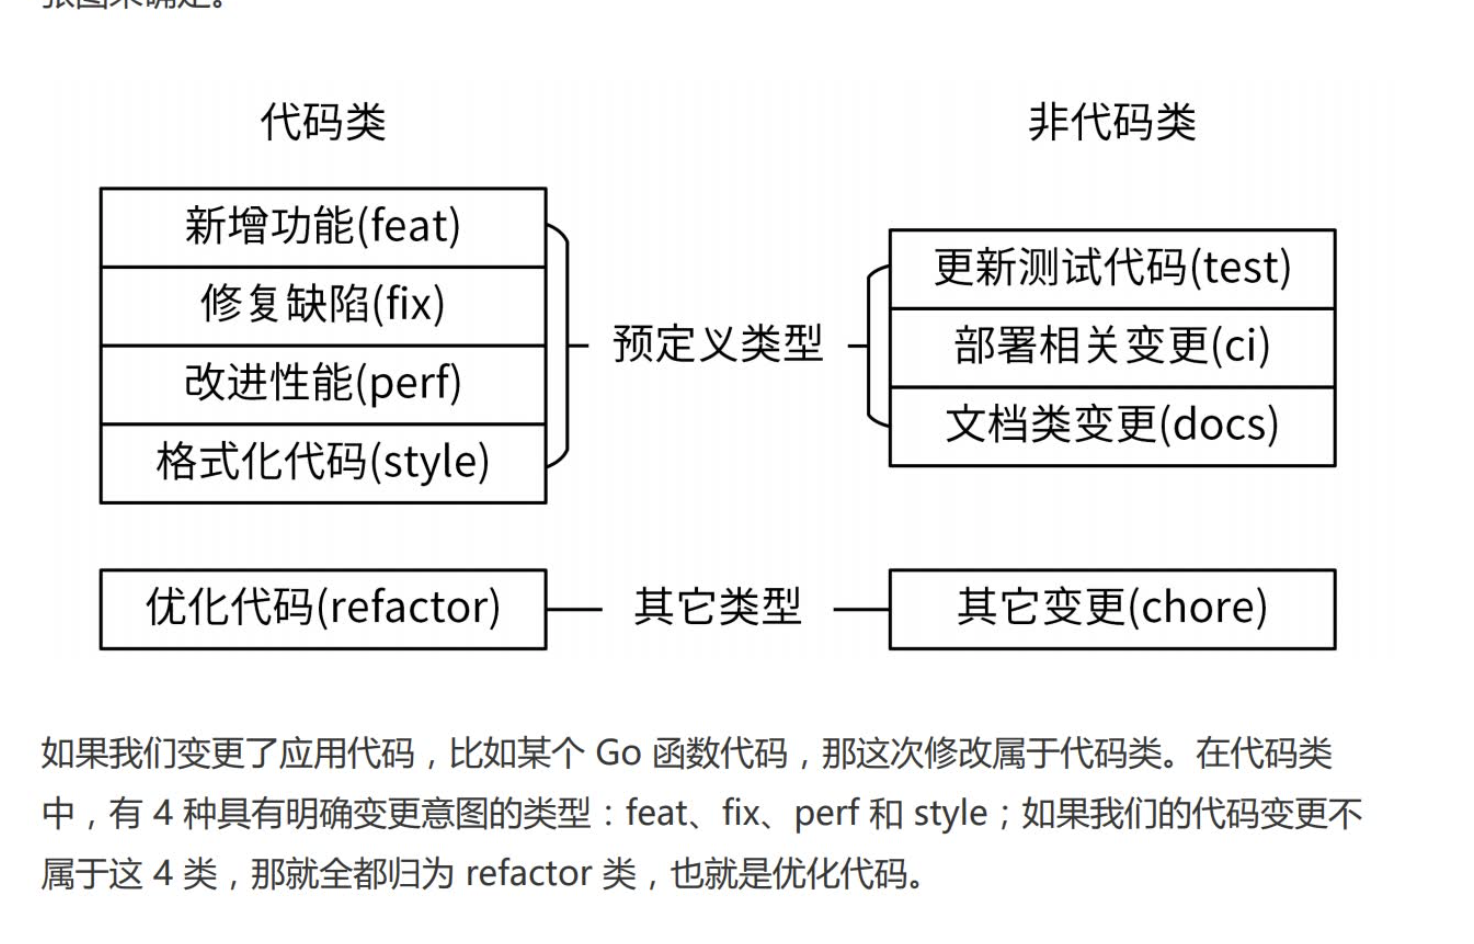 张图来确定。
代码类
非代码类
新增功能(feat)
修复缺陷(fix)
改进性能(perf)
格式化代码(style)
预定义类型
更新测试代码(test)
部署相关变更(ci)
文档类变更(docs)
优化代码(refactor)
其它类型
其它变更(chore)
如果我们变更了应用代码，比如某个 Go 函数代码，那这次修改属于代码类。在代码类
中，有 4 种具有明确变更意图的类型：feat、fix、perf 和 style；如果我们的代码变更不
属于这 4 类，那就全都归为 refactor 类，也就是优化代码。